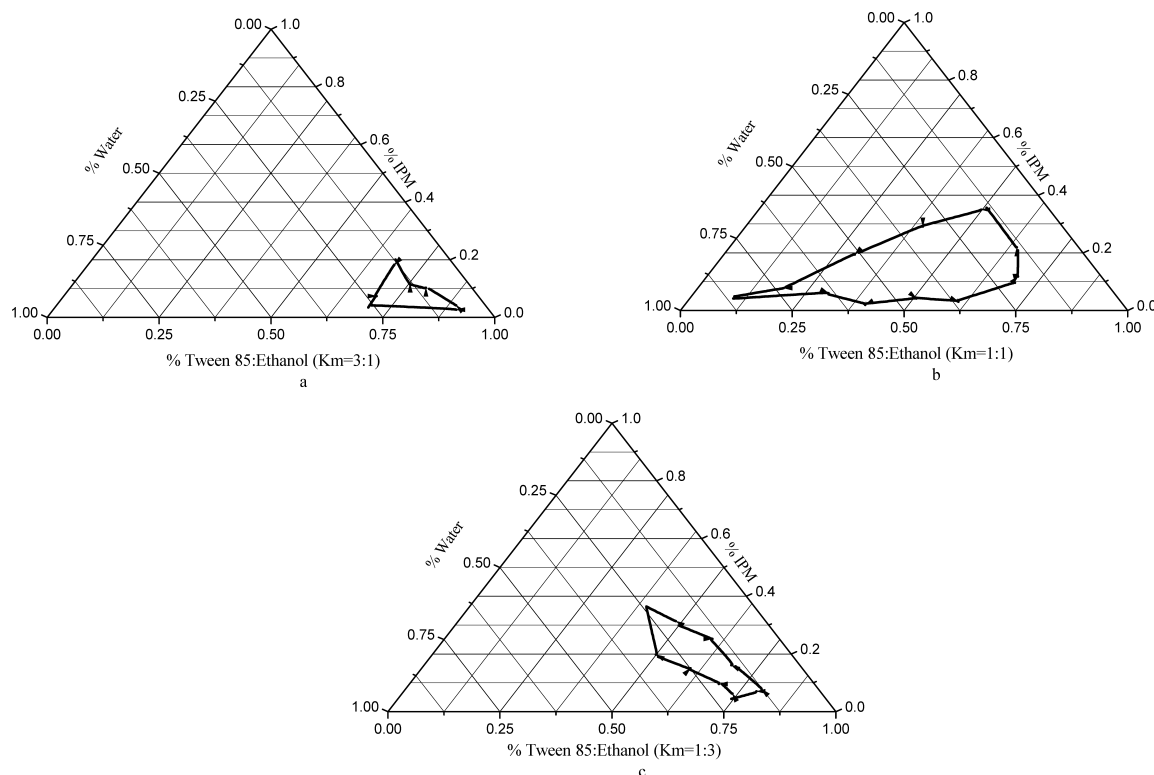 0.00 1.0
0.25 0.8
% Water
0.50 0.6
% IPM
0.4
0.75
0.2
1.00 0.0
0.00 0.25 0.50 0.75 1.00
% Tween 85:Ethanol (Km=3:1)
a
0.00 1.0
0.25 0.8
% Water
0.50 0.6
% IPM
0.4
0.75
0.2
1.00 0.0
0.00 0.25 0.50 0.75 1.00
% Tween 85:Ethanol (Km=1:1)
b
0.00 1.0
0.25 0.8
% Water
0.50 0.6
% IPM
0.4
0.75
0.2
1.00 0.0
0.00 0.25 0.50 0.75 1.00
% Tween 85:Ethanol (Km=1:3)
c